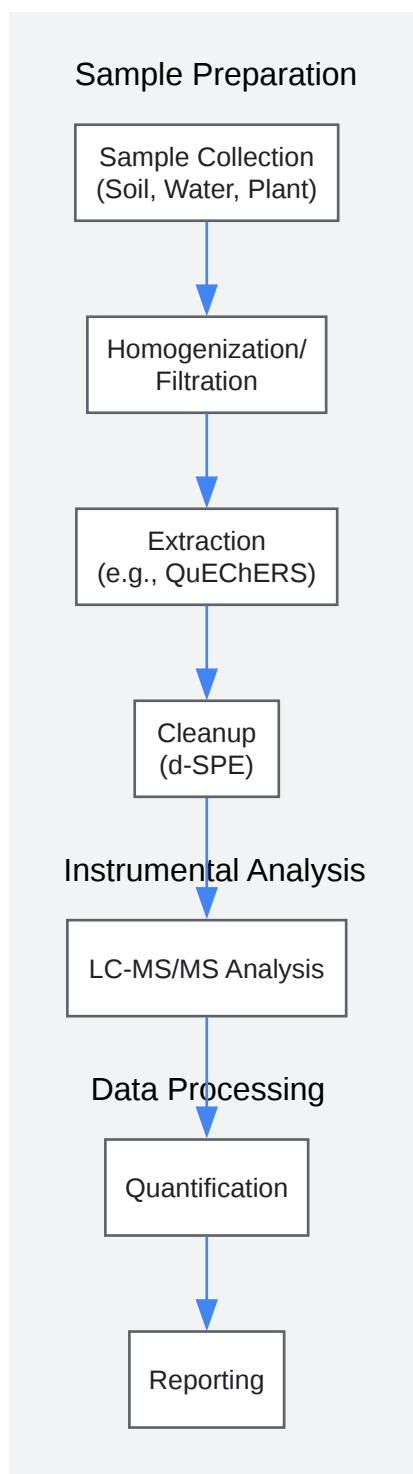 Sample Preparation
Sample Collection
(Soil, Water, Plant)
Homogenization/
Filtration
Extraction
(e.g., QuEChERS)
Cleanup
(d-SPE)
Instrumental Analysis
LC-MS/MS Analysis
Data Processing
Quantification
Reporting